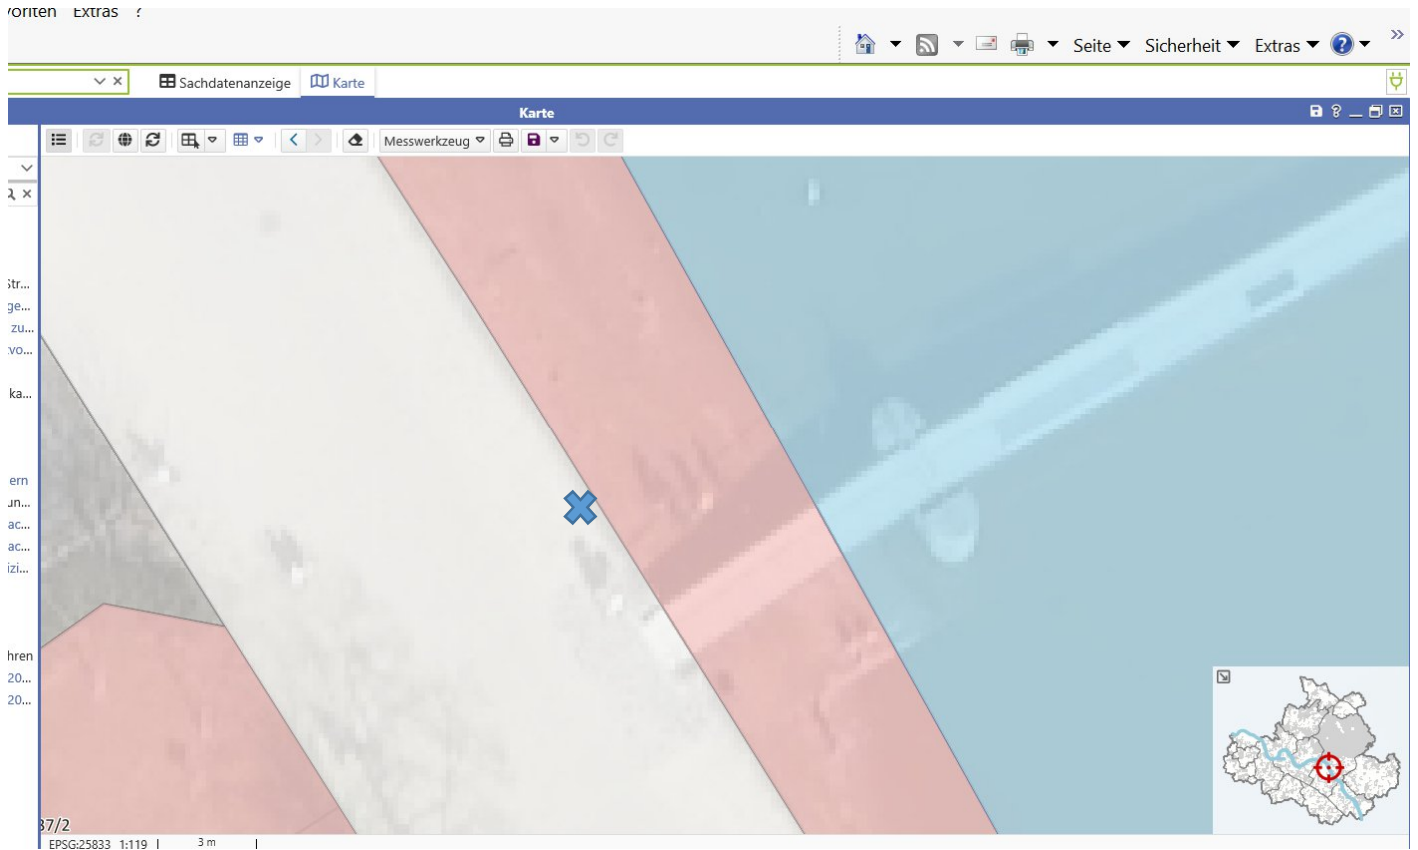 voriten Extras ?
Seite Sicherheit Extras ?
Sachdatenanzeige Karte
Karte
?
Messwerkzeug
Str...
ge...
zu...
vo...
ka...
ern
un...
ac...
ac...
izi...
hren
20...
20...
37/2
EPSG:25833 1:119 3 m